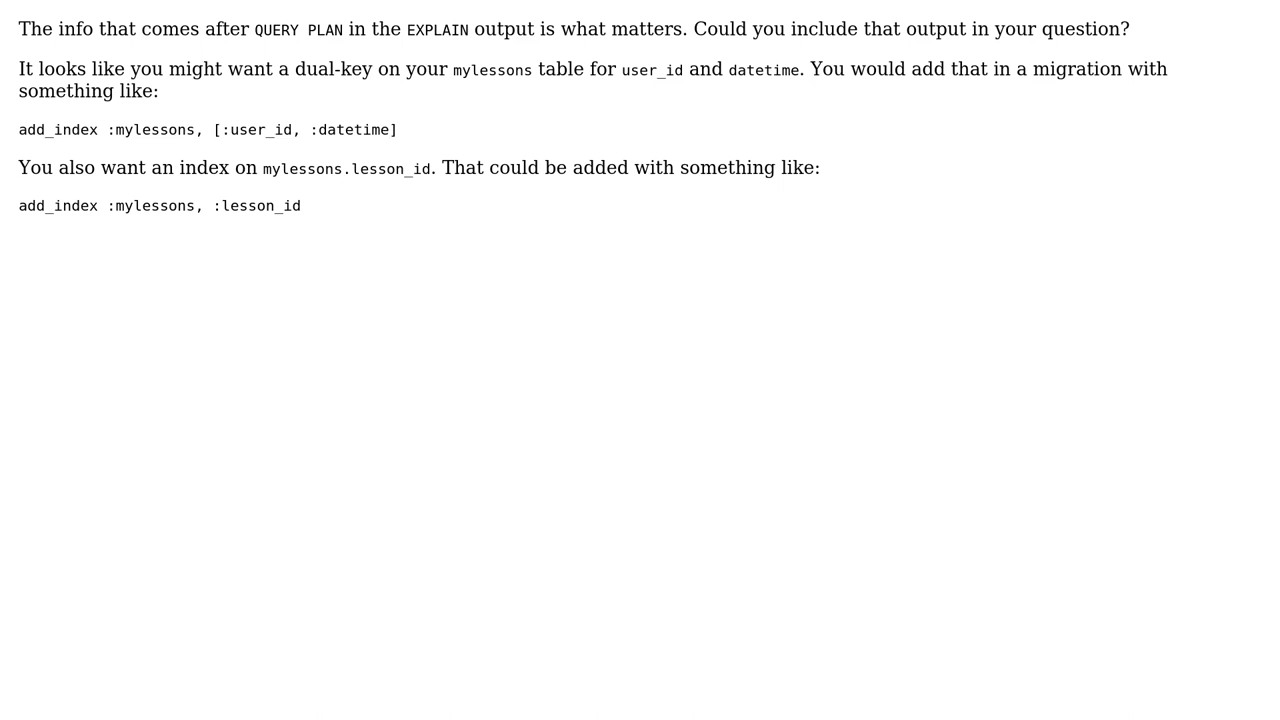 The info that comes after QUERY PLAN in the EXPLAIN output is what matters. Could you include that output in your question?
It looks like you might want a dual-key on your mylessons table for user_id and datetime. You would add that in a migration with
something like:
add_index :mylessons, [:user_id, :datetime]
You also want an index on mylessons.lesson_id. That could be added with something like:
add_index :mylessons, :lesson_id